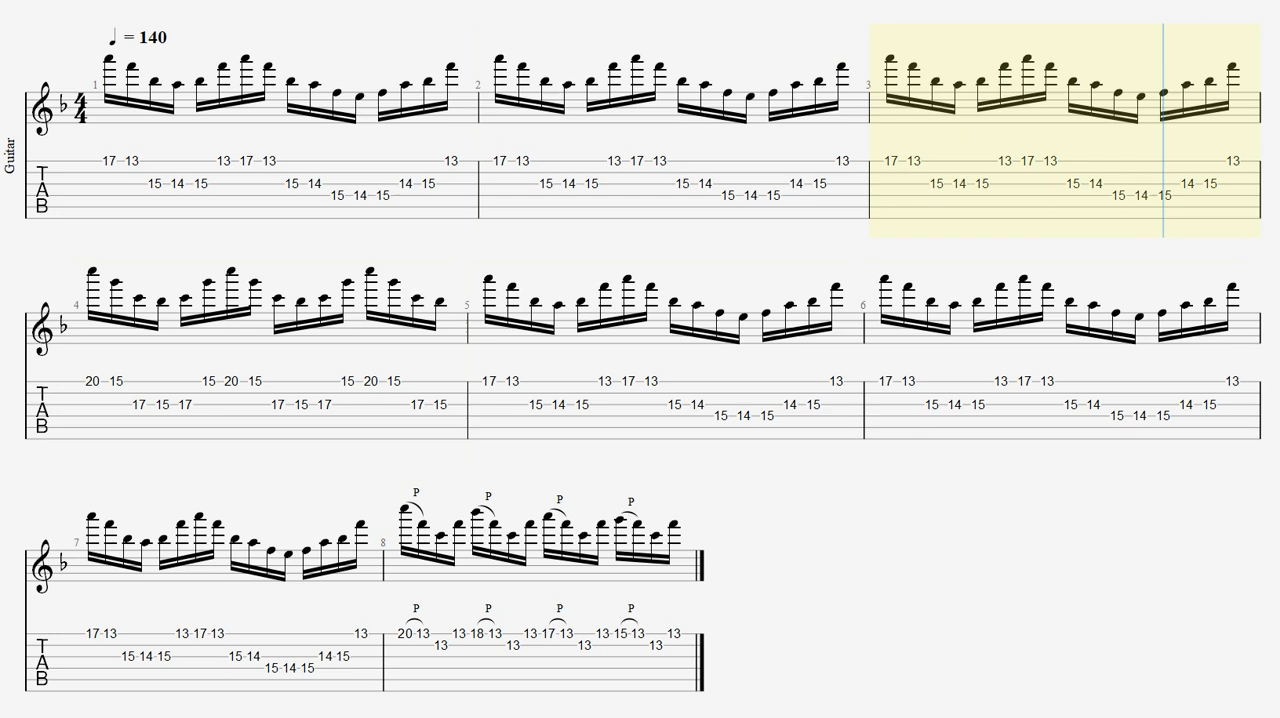 ♩ = 140
Guitar
1 2 3
4
4
17 13 13 17 13 13 17 13 13 17 13 13 17 13 13 17 13 13
15 14 15 15 14 14 15 15 14 15 15 14 14 15 15 14 15 15 14 14 15
15 14 15 15 14 15 15 14 15
T
A
B
4 5 6
20 15 15 20 15 15 20 15 17 13 13 17 13 13 17 13 13 17 13 13
17 15 17 17 15 17 17 15 15 14 15 15 14 14 15 15 14 15 15 14 14 15
15 14 15 15 14 15
T
A
B
P P P P
7 8
P P P P
17 13 13 17 13 13 20 13 13 18 13 13 17 13 13 15 13 13
13 13 13 13
15 14 15 15 14 14 15
15 14 15
T
A
B